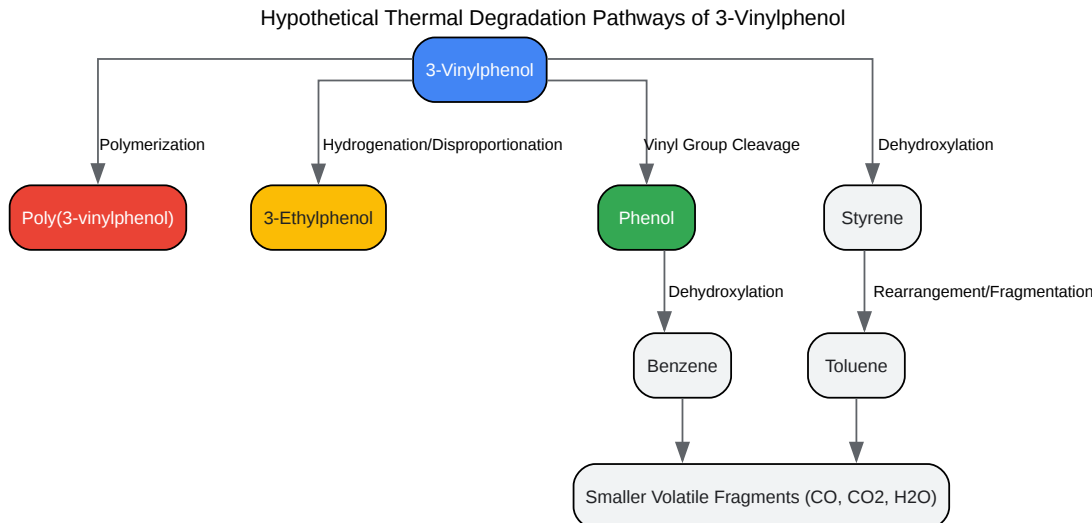 Hypothetical Thermal Degradation Pathways of 3-Vinylphenol
3-Vinylphenol
Polymerization
Hydrogenation/Disproportionation
Vinyl Group Cleavage
Dehydroxylation
Poly(3-vinylphenol)
3-Ethylphenol
Phenol
Styrene
Dehydroxylation
Rearrangement/Fragmentation
Benzene
Toluene
Smaller Volatile Fragments (CO, CO2, H2O)